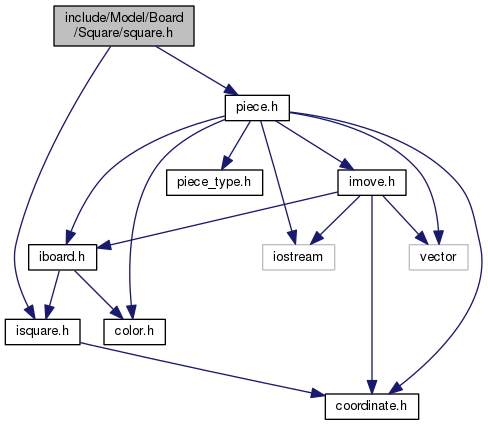 include/Model/Board
/Square/square.h
piece.h
piece_type.h
imove.h
iboard.h
iostream
vector
isquare.h
color.h
coordinate.h